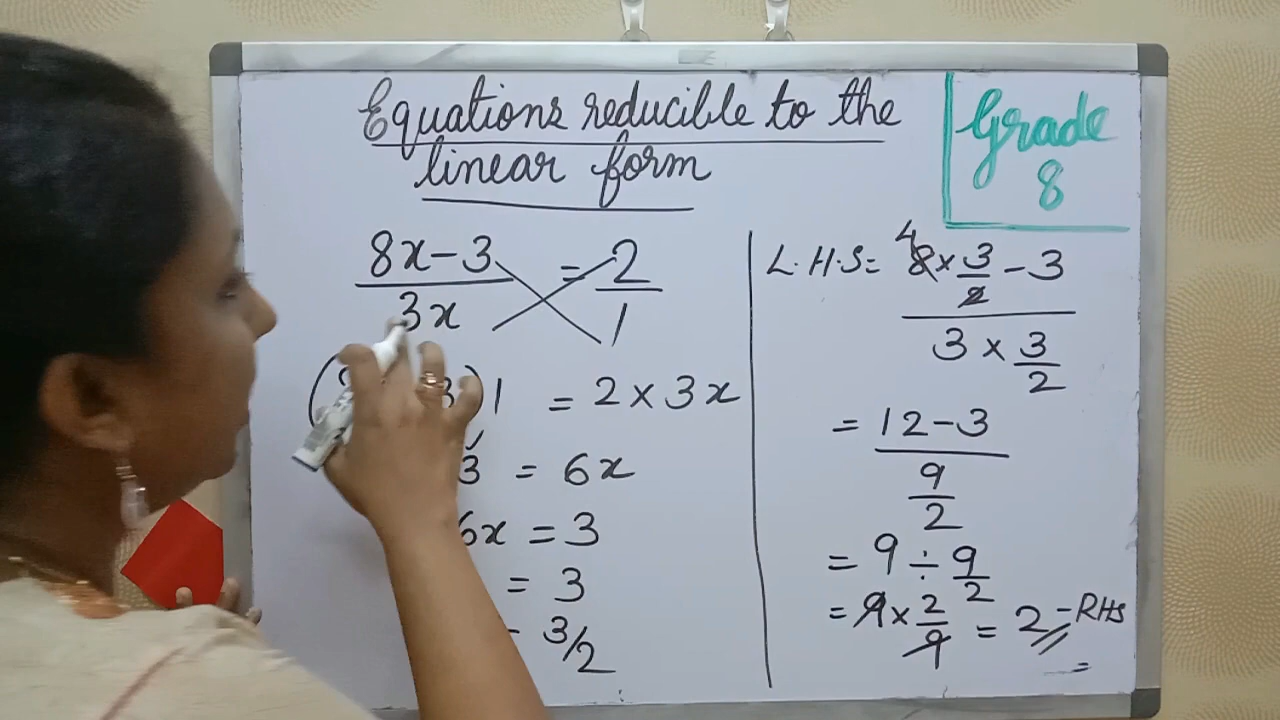 Equations reducible to the
linear form
Grade
8
8x-3
3x
= 2
1
) 1 = 2 × 3x
3 = 6x
6x = 3
= 3
3/2
L.H.S = 8 × 3/2 - 3
4
3 × 3/2
= 12-3
9/2
= 9 ÷ 9/2
= 9 × 2/9 = 2 - RHS
=